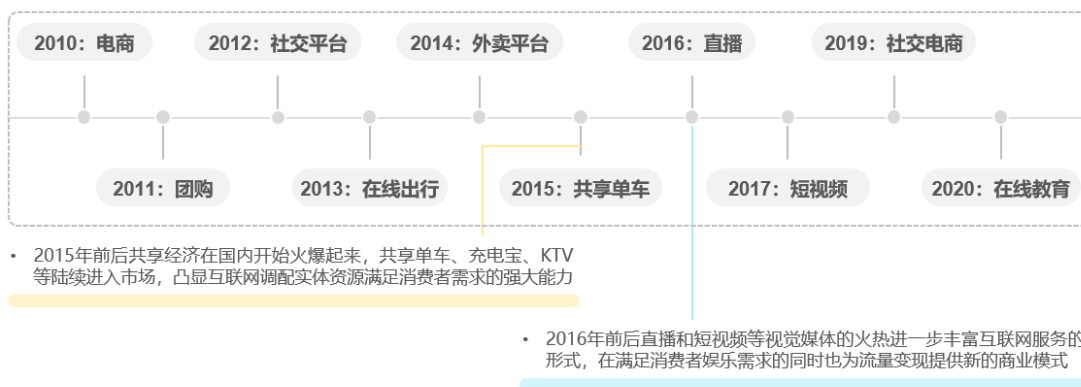 2010：电商
2012：社交平台
2014：外卖平台
2016：直播
2019：社交电商
2011：团购
2013：在线出行
2015：共享单车
2017：短视频
2020：在线教育
• 2015年前后共享经济在国内开始火爆起来，共享单车、充电宝、KTV
等陆续进入市场，凸显互联网调配实体资源满足消费者需求的强大能力
• 2016年前后直播和短视频等视觉媒体的火热进一步丰富互联网服务的
形式，在满足消费者娱乐需求的同时也为流量变现提供新的商业模式